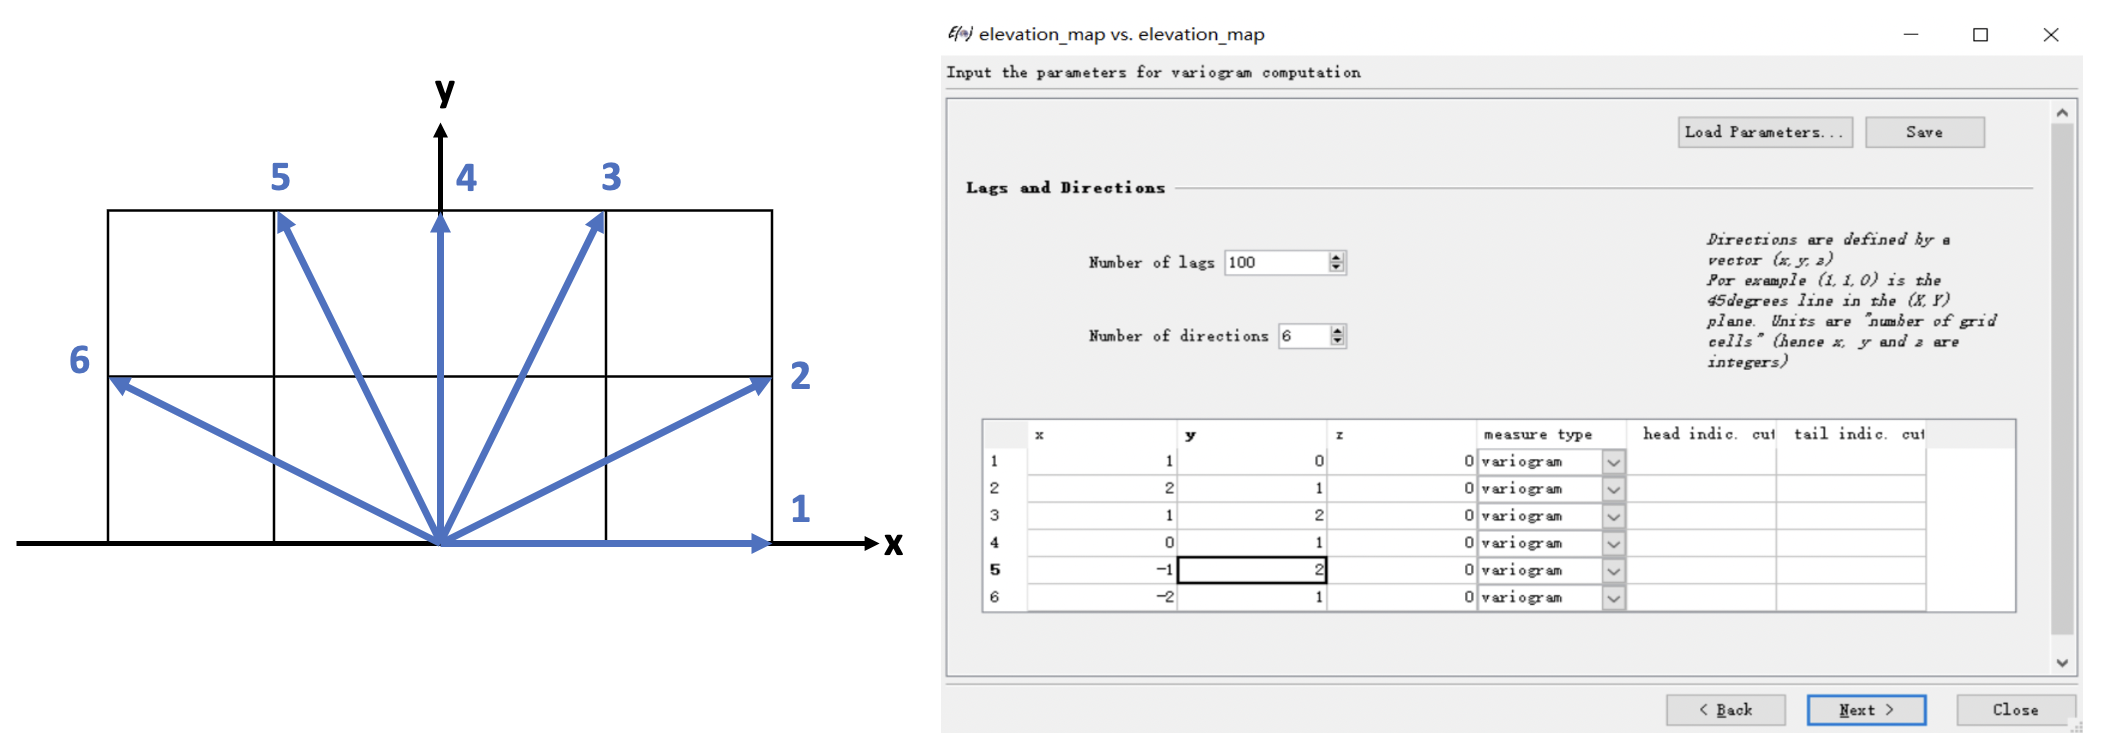 y
5
4
3
6
2
1
x
elevation_map vs. elevation_map
Input the parameters for variogram computation
Load Parameters...
Save
Lags and Directions
Number of lags 100
Number of directions 6
Directions are defined by a
vector (x, y, z)
For example (1, 1, 0) is the
45degrees line in the (X, Y)
plane. Units are "number of grid
cells" (hence x, y and z are
integers)
x y z measure type head indic. cut tail indic. cut
1 1 0 0 variogram
2 2 1 0 variogram
3 1 2 0 variogram
4 0 1 0 variogram
5 -1 2 0 variogram
6 -2 1 0 variogram
< Back
Next >
Close